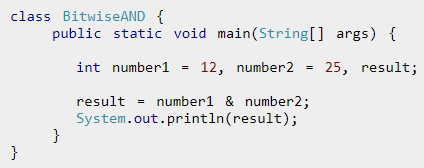 class BitwiseAND {
public static void main(String[] args) {
int number1 = 12, number2 = 25, result;
result = number1 & number2;
System.out.println(result);
}
}